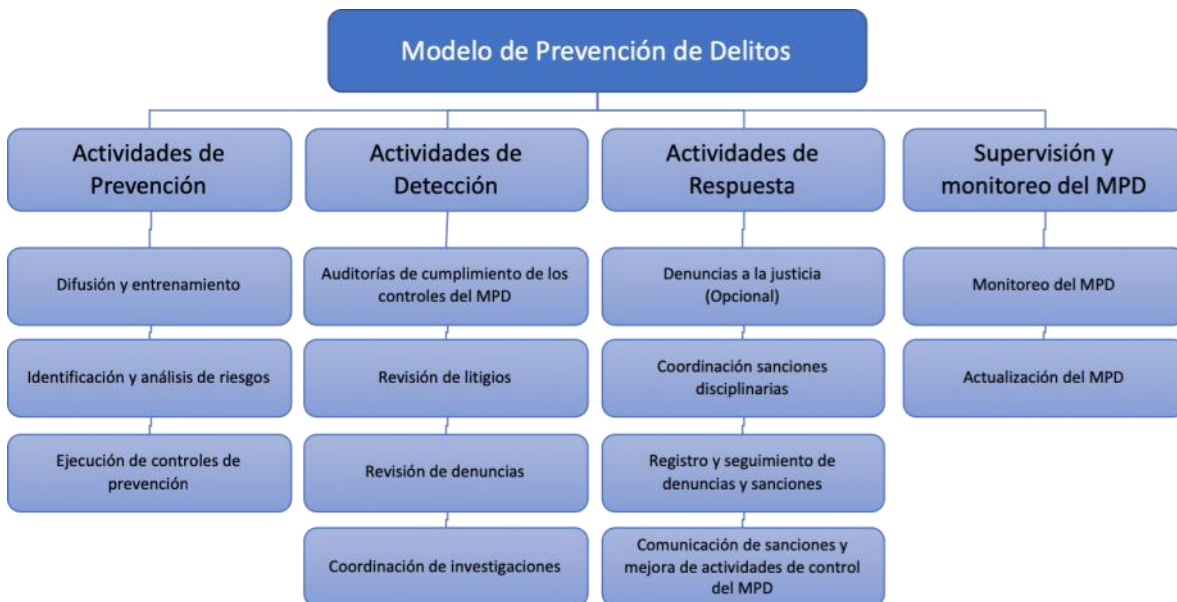 Modelo de Prevención de Delitos
Actividades de
Prevención
Difusión y entrenamiento
Identificación y análisis de riesgos
Ejecución de controles de
prevención
Actividades de
Detección
Auditorías de cumplimiento de los
controles del MPD
Revisión de litigios
Revisión de denuncias
Coordinación de investigaciones
Actividades de
Respuesta
Denuncias a la justicia
(Opcional)
Coordinación sanciones
disciplinarias
Registro y seguimiento de
denuncias y sanciones
Comunicación de sanciones y
mejora de actividades de control
del MPD
Supervisión y
monitoreo del MPD
Monitoreo del MPD
Actualización del MPD